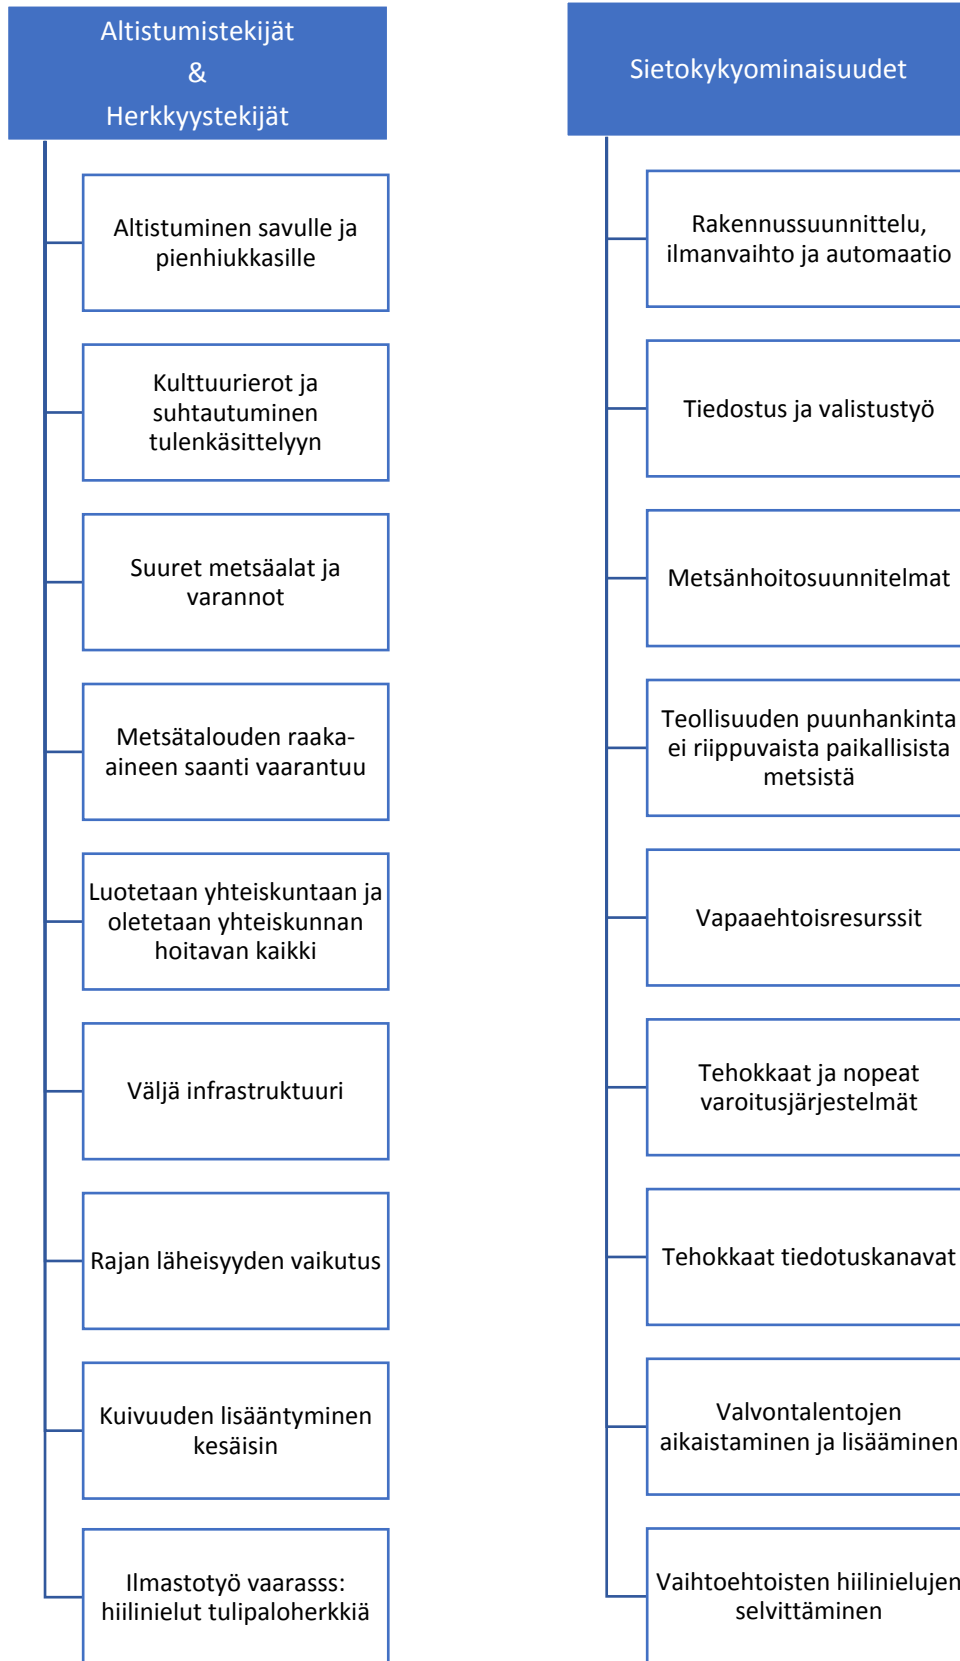 Altistumistekijät
&
Herkkyystekijät
Altistuminen savulle ja
pienhiukkasille
Kulttuurierot ja
suhtautuminen
tulenkäsittelyyn
Suuret metsäalat ja
varannot
Metsätalouden raaka-
aineen saanti vaarantuu
Luotetaan yhteiskuntaan ja
oletetaan yhteiskunnan
hoitavan kaikki
Väljä infrastruktuuri
Rajan läheisyyden vaikutus
Kuivuuden lisääntyminen
kesäisin
Ilmastotyö vaarasss:
hiilinielut tulipaloherkkiä
Sietokykyominaisuudet
Rakennussuunnittelu,
ilmanvaihto ja automaatio
Tiedostus ja valistustyö
Metsänhoitosuunnitelmat
Teollisuuden puunhankinta
ei riippuvaista paikallisista
metsistä
Vapaaehtoisresurssit
Tehokkaat ja nopeat
varoitusjärjestelmät
Tehokkaat tiedotuskanavat
Valvontalentojen
aikaistaminen ja lisääminen
Vaihtoehtoisten hiilinielujen
selvittäminen